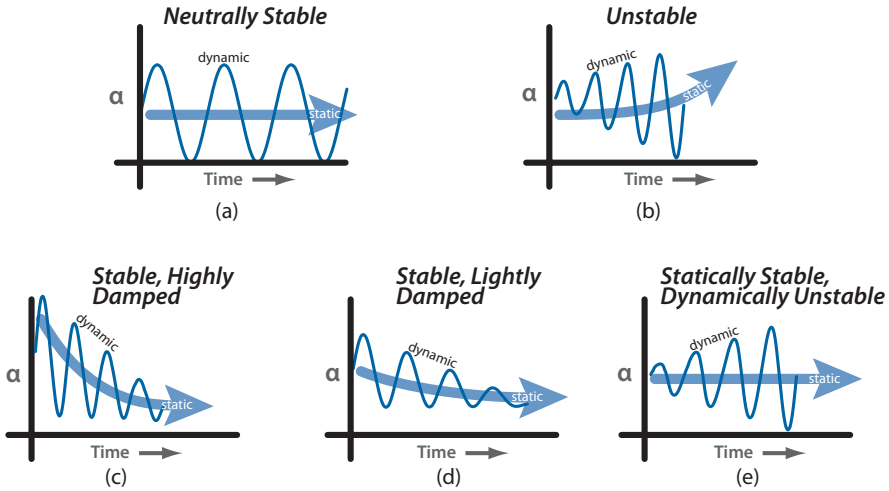 Neutrally Stable
dynamic
α
static
Time
(a)
Unstable
dynamic
α
static
Time
(b)
Stable, Highly
Damped
dynamic
α
static
Time
(c)
Stable, Lightly
Damped
dynamic
α
static
Time
(d)
Statically Stable,
Dynamically Unstable
dynamic
α
static
Time
(e)